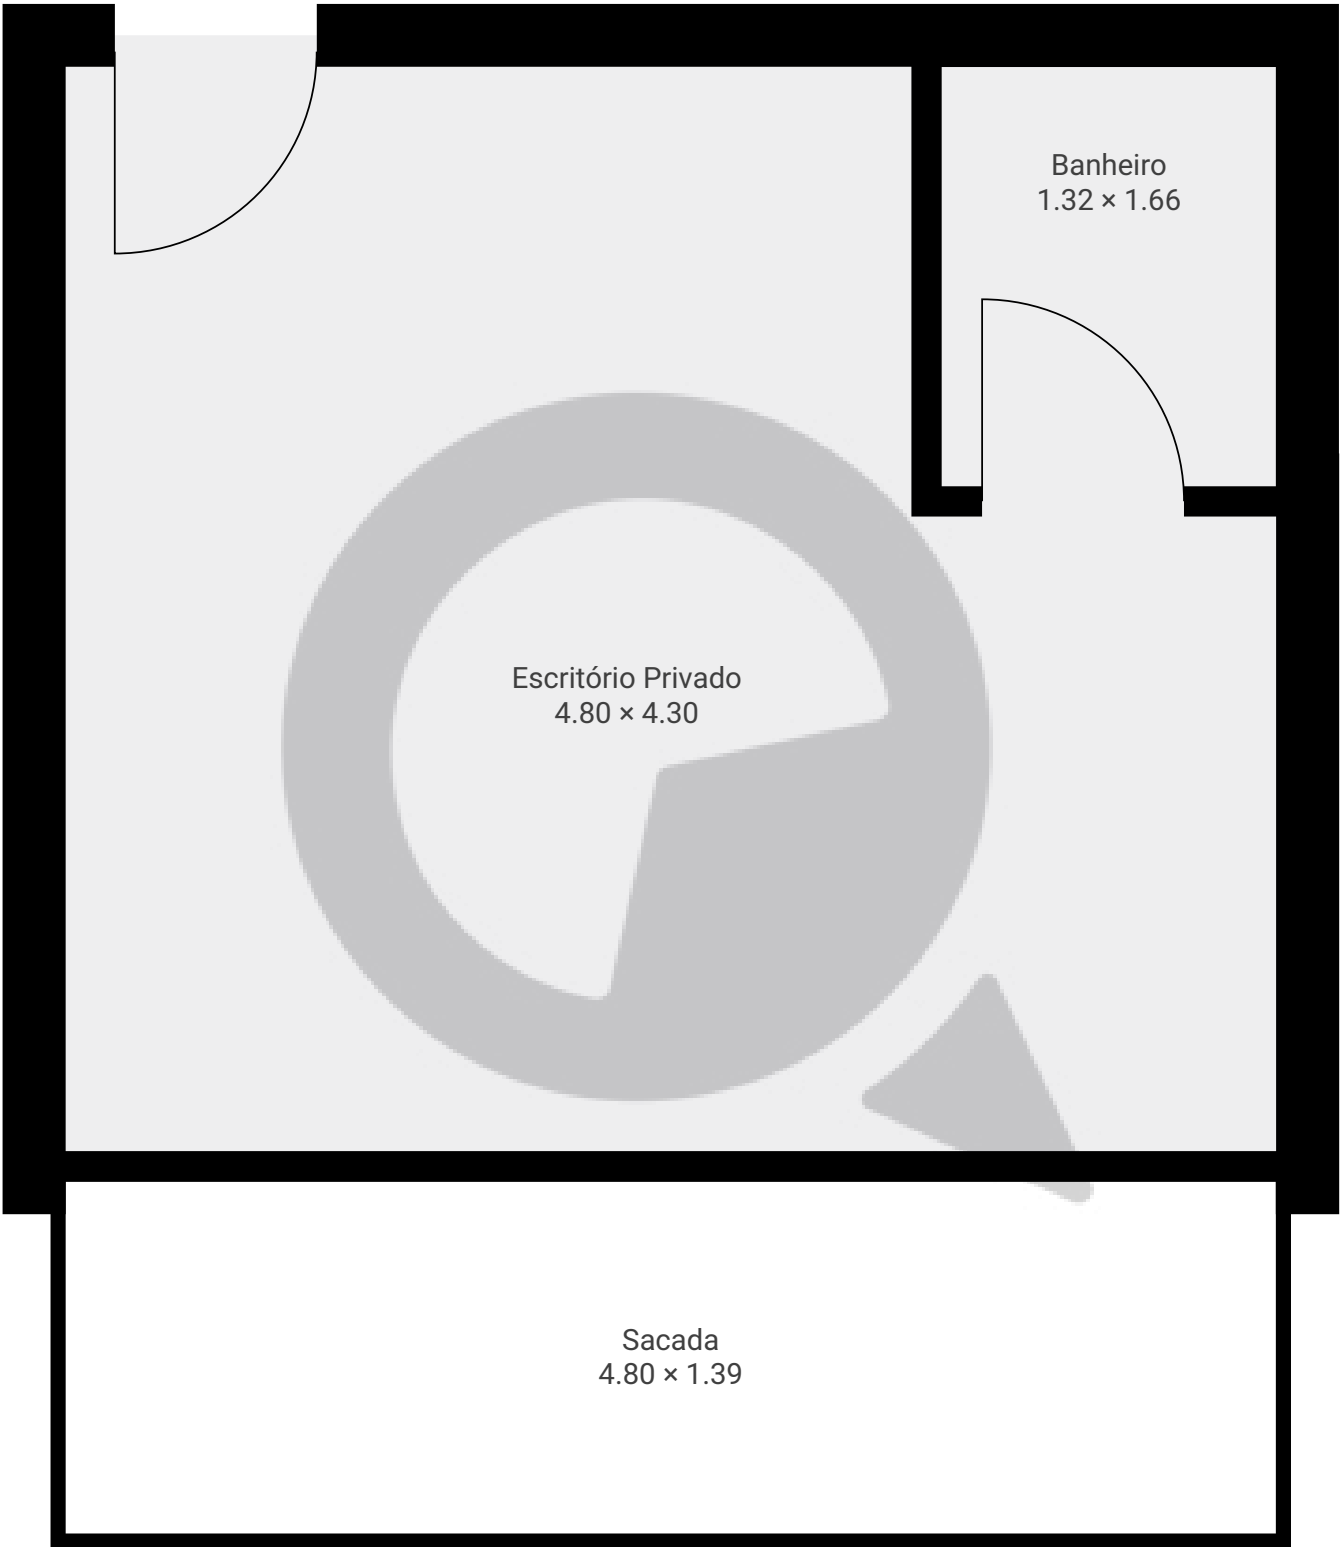 Banheiro
1.32 × 1.66
Escritório Privado
4.80 × 4.30
Sacada
4.80 × 1.39